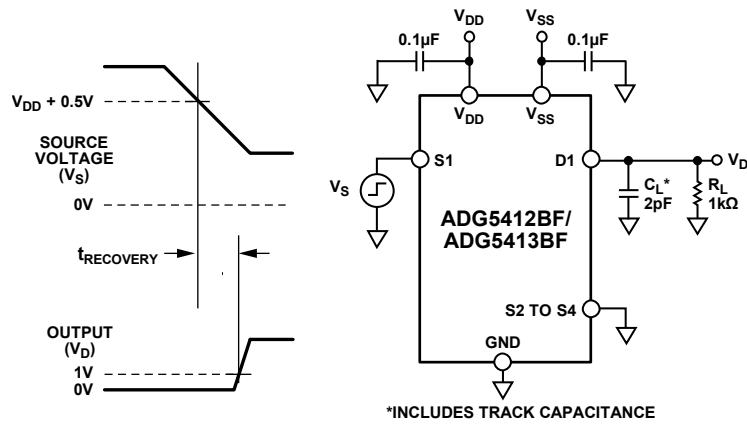 V_DD + 0.5V
SOURCE
VOLTAGE
(V_S)
0V
t_RECOVERY
OUTPUT
(V_D)
1V
0V
V_DD
V_SS
0.1µF
0.1µF
V_DD
V_SS
S1
D1
V_S
V_D
C_L*
2pF
R_L
1kΩ
ADG5412BF/
ADG5413BF
S2 TO S4
GND
*INCLUDES TRACK CAPACITANCE